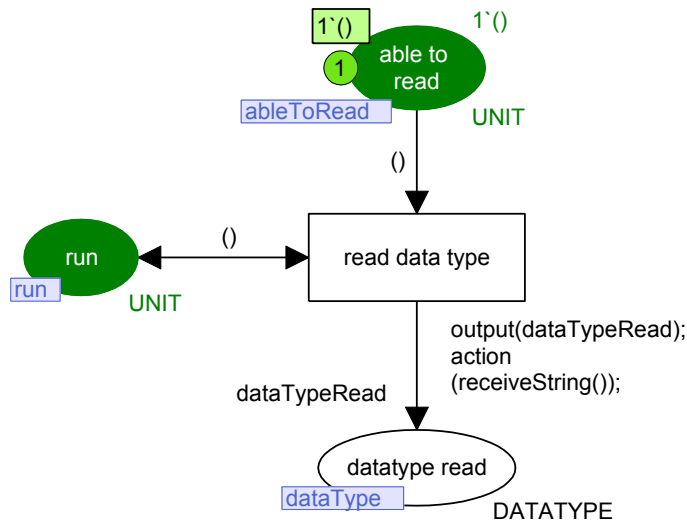 1`()
1`()
able to
read
1
ableToRead
UNIT
()
()
run
read data type
run
UNIT
output(dataTypeRead);
action
(receiveString());
dataTypeRead
datatype read
dataType
DATATYPE